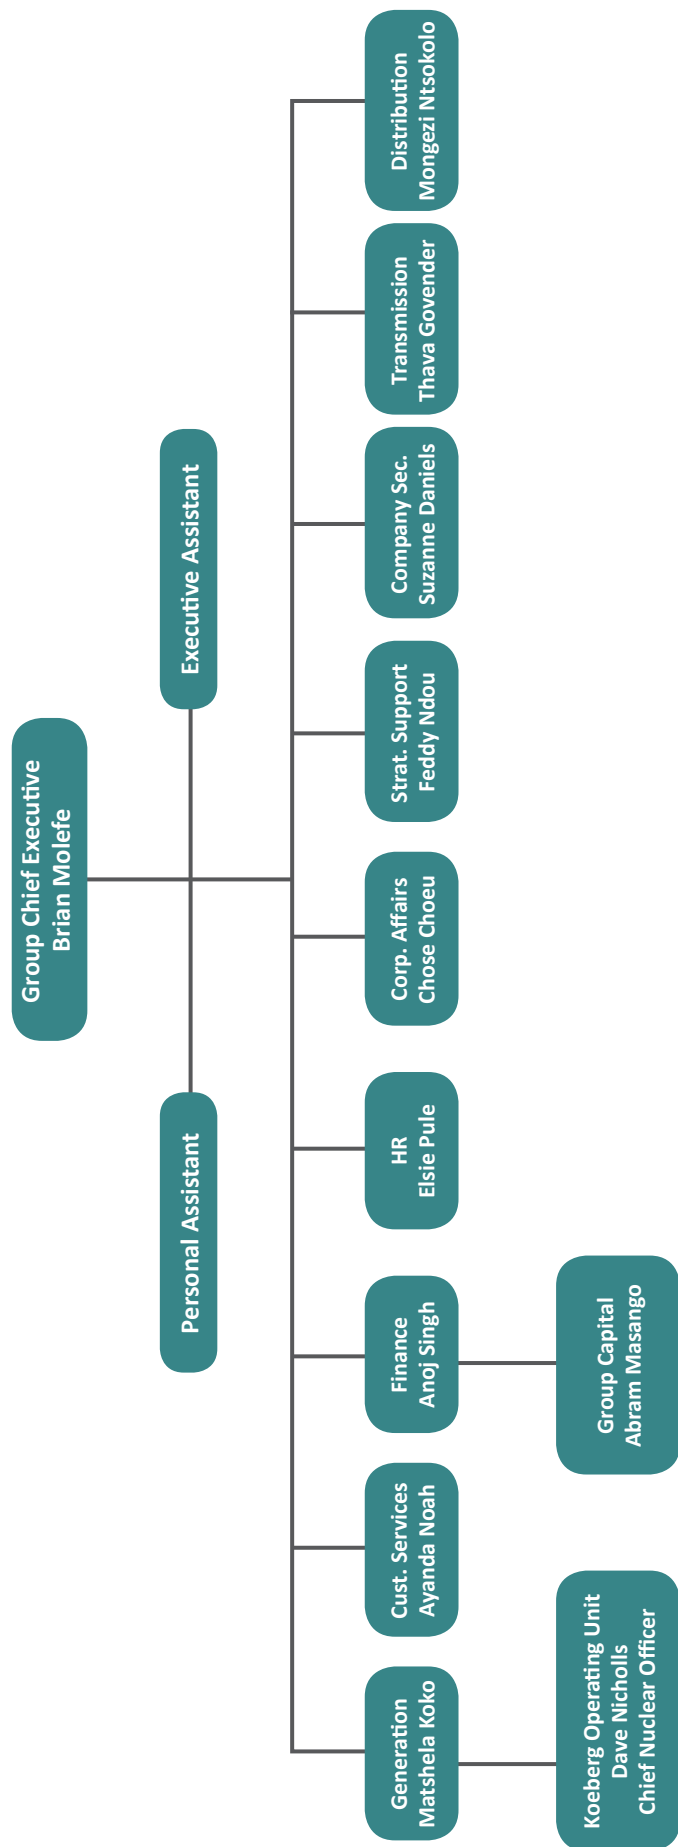 Group Chief Executive
Brian Molefe
Personal Assistant
Executive Assistant
Generation
Matshela Koko
Cust. Services
Ayanda Noah
Finance
Anoj Singh
HR
Elsie Pule
Corp. Affairs
Chose Choeu
Strat. Support
Feddy Ndou
Company Sec.
Suzanne Daniels
Transmission
Thava Govender
Distribution
Mongezi Ntsokolo
Koeberg Operating Unit
Dave Nicholls
Chief Nuclear Officer
Group Capital
Abram Masango